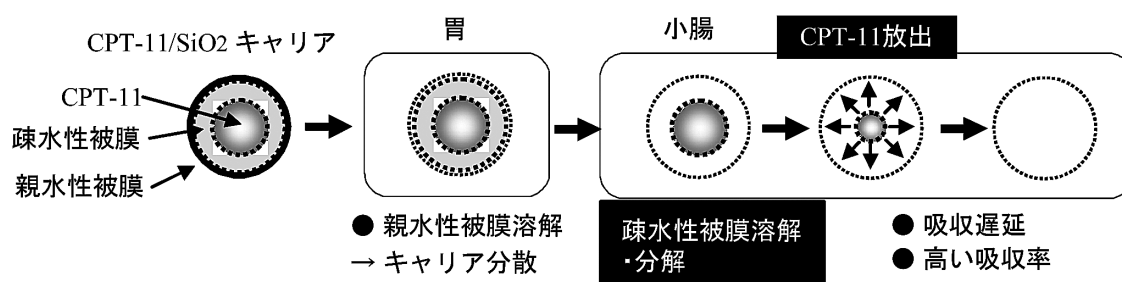 CPT-11/SiO2 キャリア
CPT-11
疎水性被膜
親水性被膜
胃
● 親水性被膜溶解
→ キャリア分散
小腸
CPT-11放出
疎水性被膜溶解
・分解
● 吸収遅延
● 高い吸収率